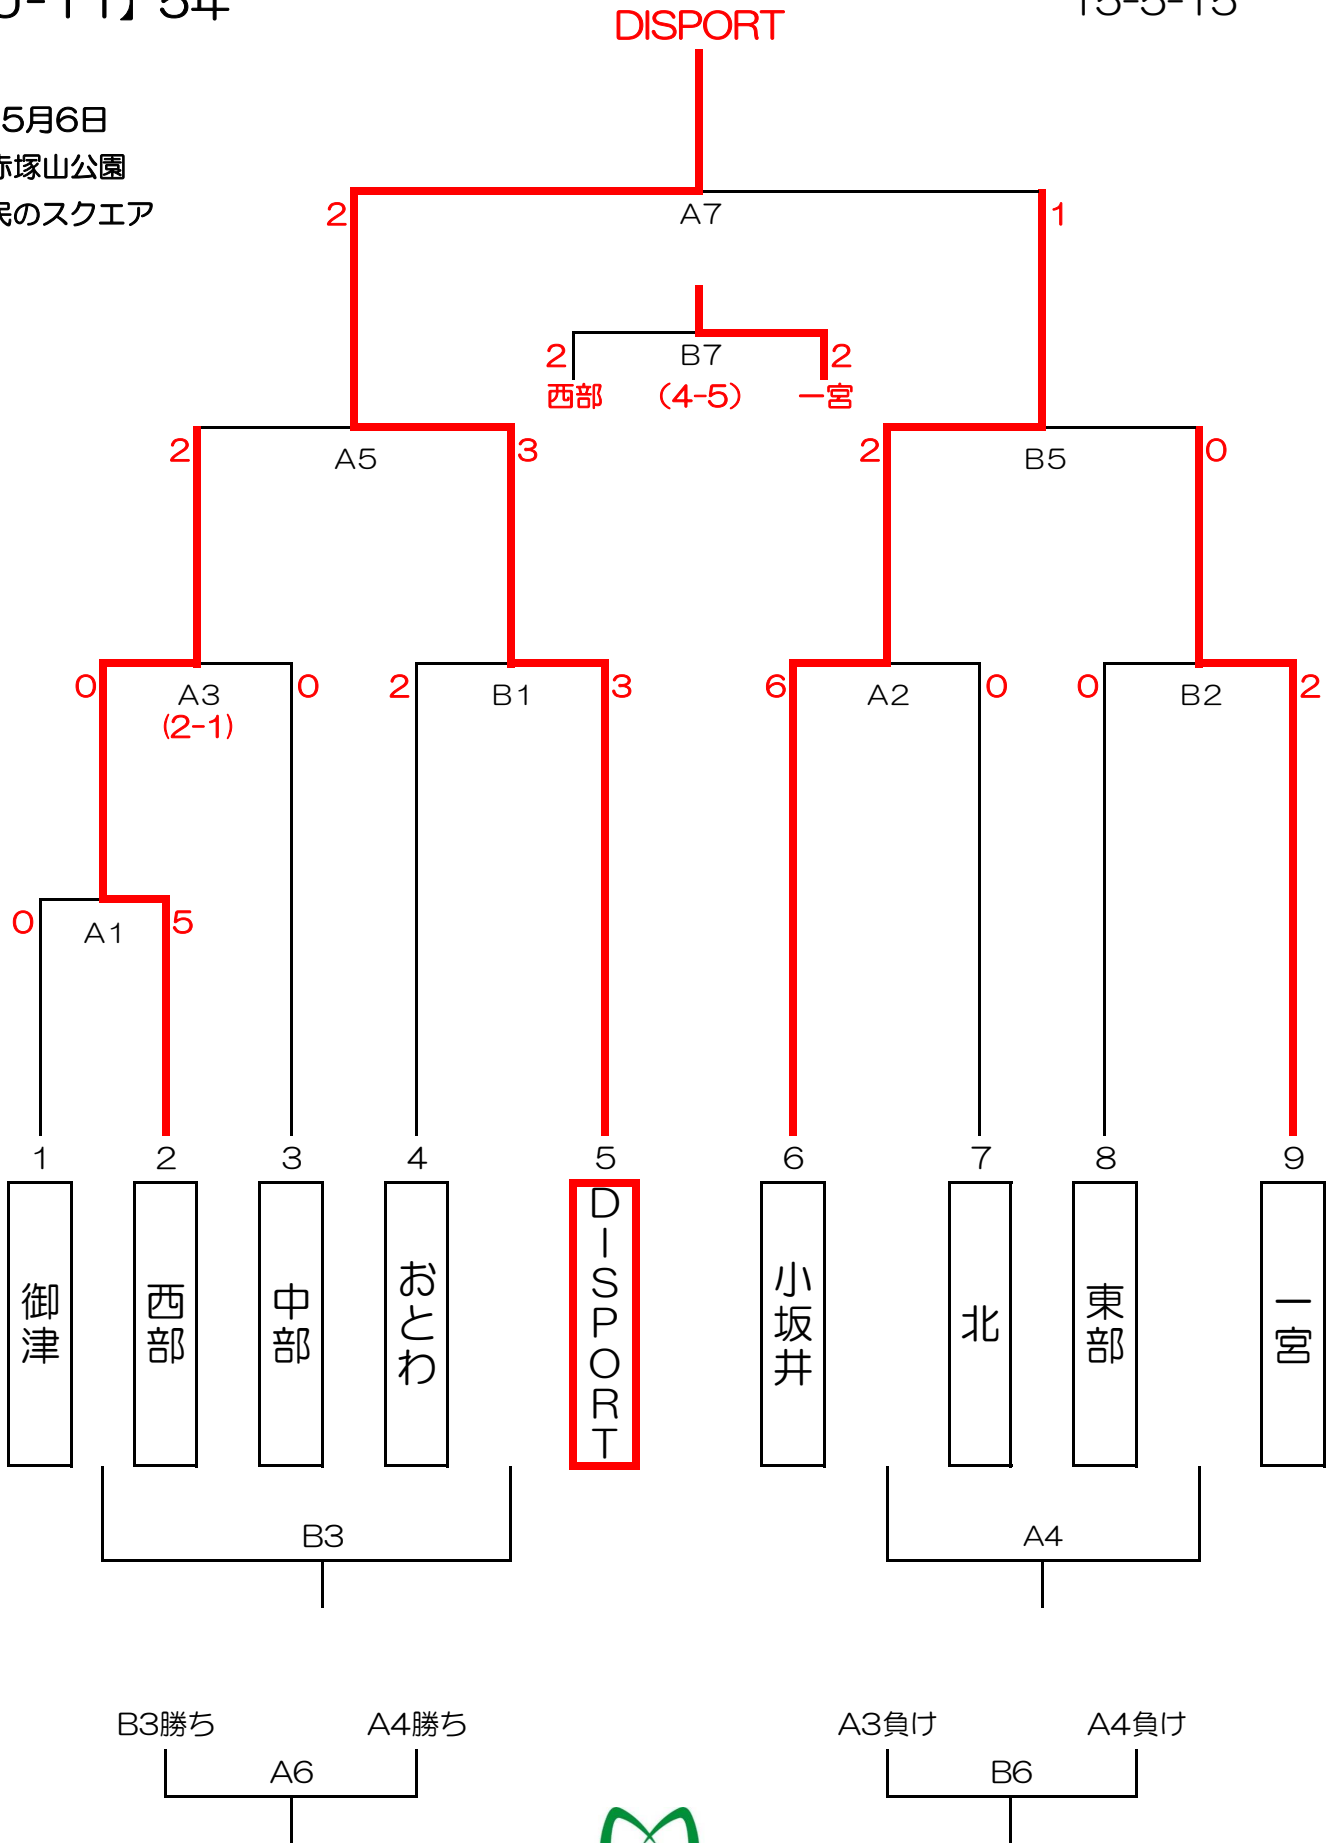 5年
15-5-15
DISPORT
5月6日
赤塚山公園
民のスクエア
2 A7 1
2 B7 2
西部 (4-5) 一宮
2 A5 3 2 B5 0
0 A3 0 2 B1 3 6 A2 0 0 B2 2
(2-1)
0 A1 5
1 2 3 4 5 6 7 8 9
御津
西部
中部
おとわ
DISPORT
小坂井
北
東部
一宮
B3 A4
B3勝ち A4勝ち A3負け A4負け
A6 B6